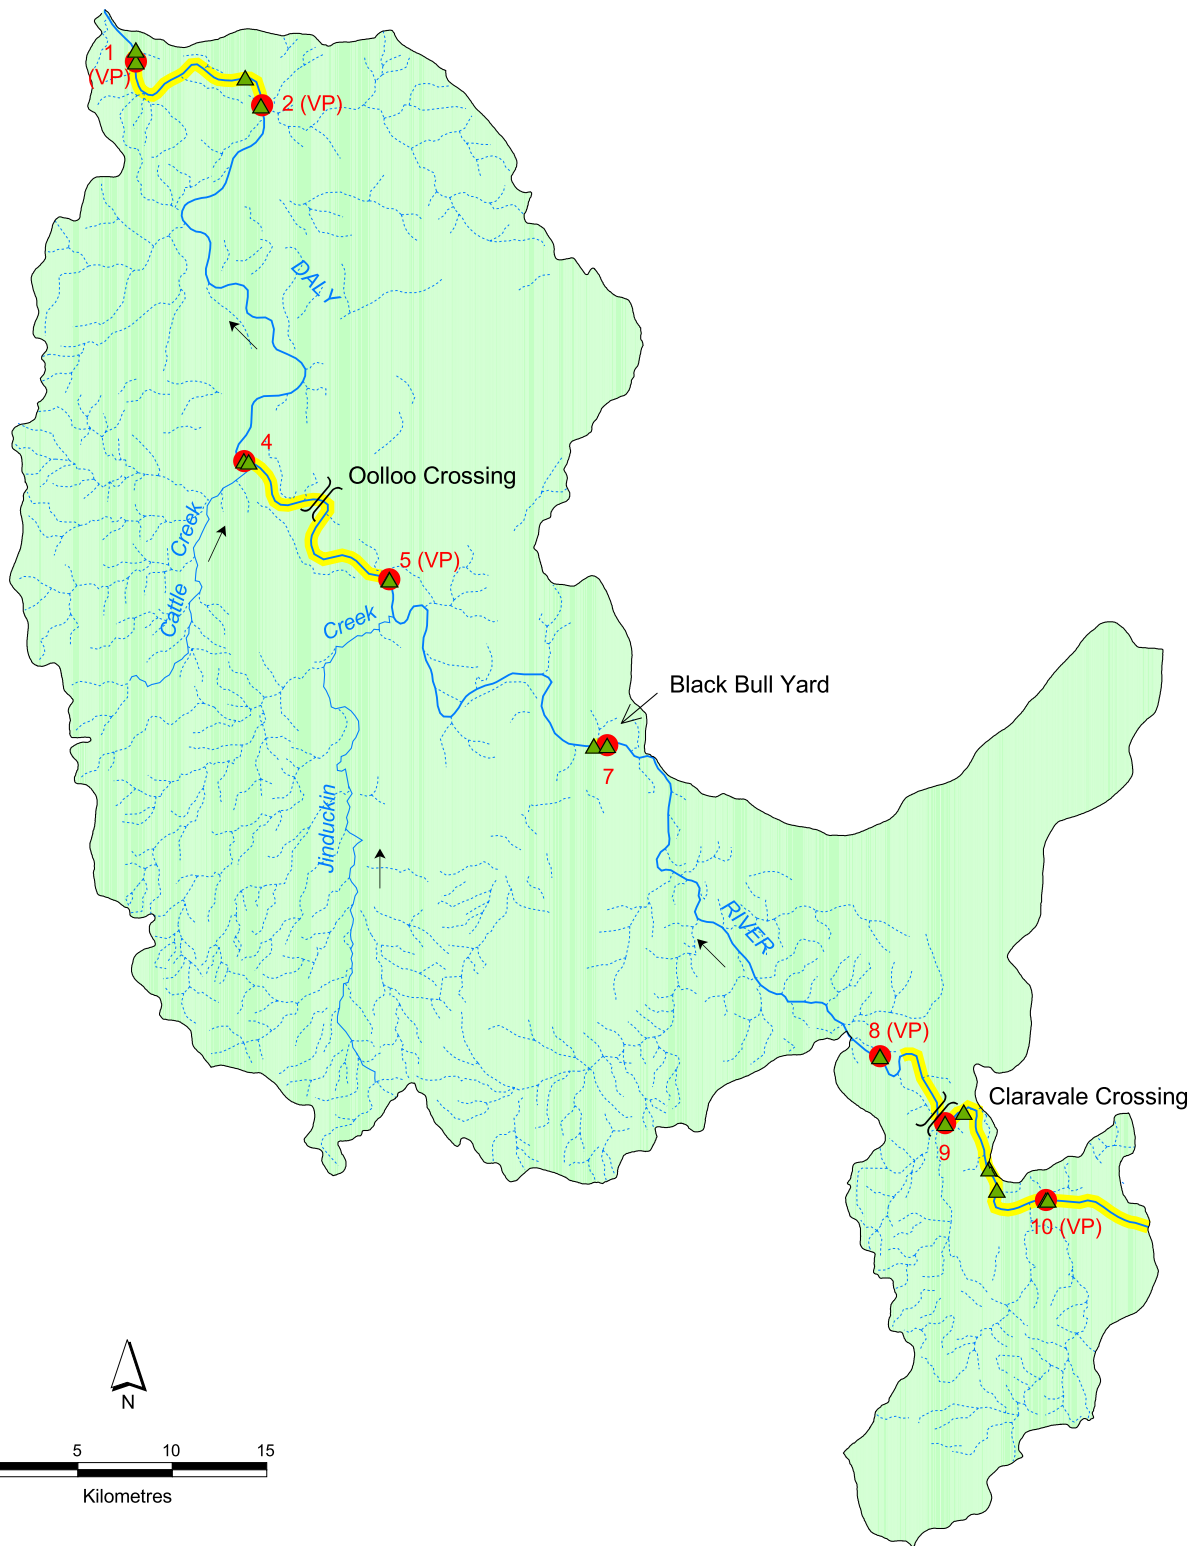 1
(VP)
2 (VP)
DALY
4
Oolloo Crossing
Cattle Creek
5 (VP)
Creek
Black Bull Yard
7
Jinduckin
RIVER
8 (VP)
Claravale Crossing
9
10 (VP)
N
5 10 15
Kilometres